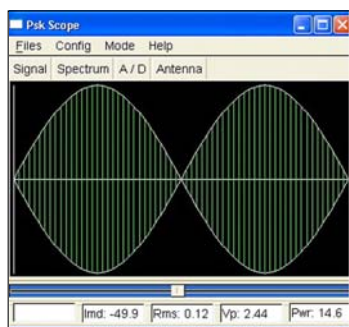 Psk Scope
Files Config Mode Help
Signal Spectrum A / D Antenna
Imd: -49.9 Rms: 0.12 Vp: 2.44 Pwr: 14.6